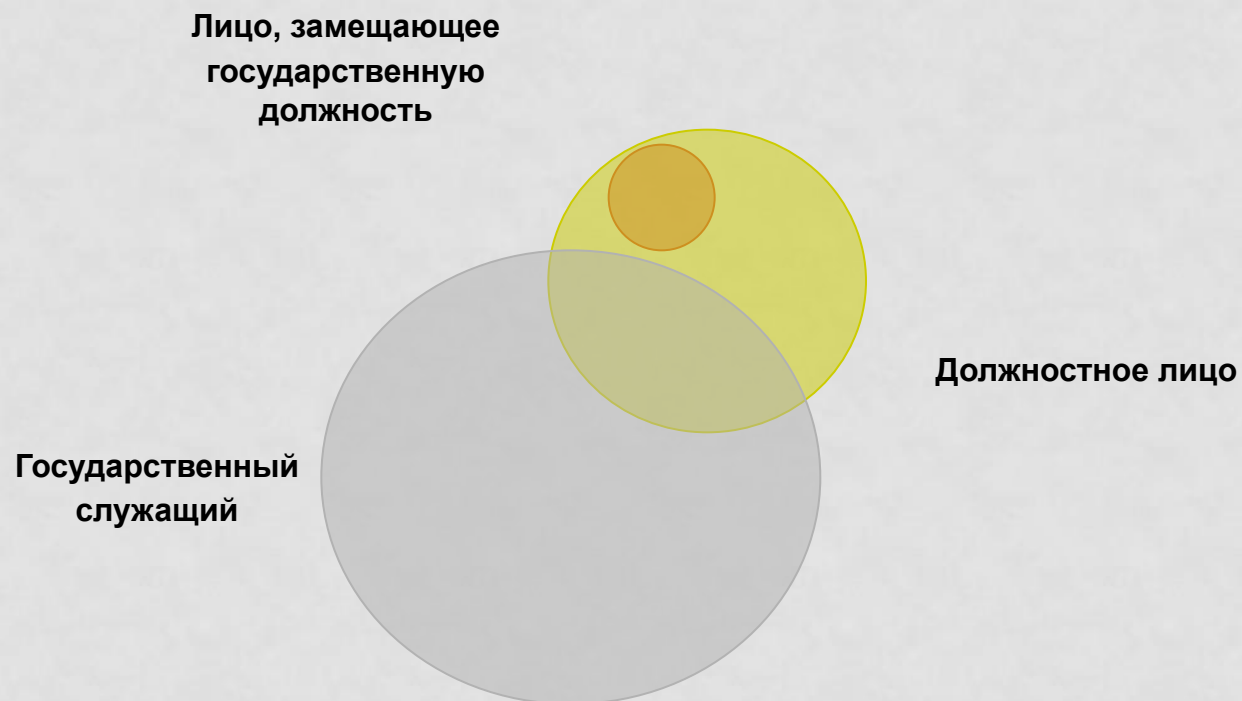 Лицо, замещающее
государственную
должность
Должностное лицо
Государственный
служащий